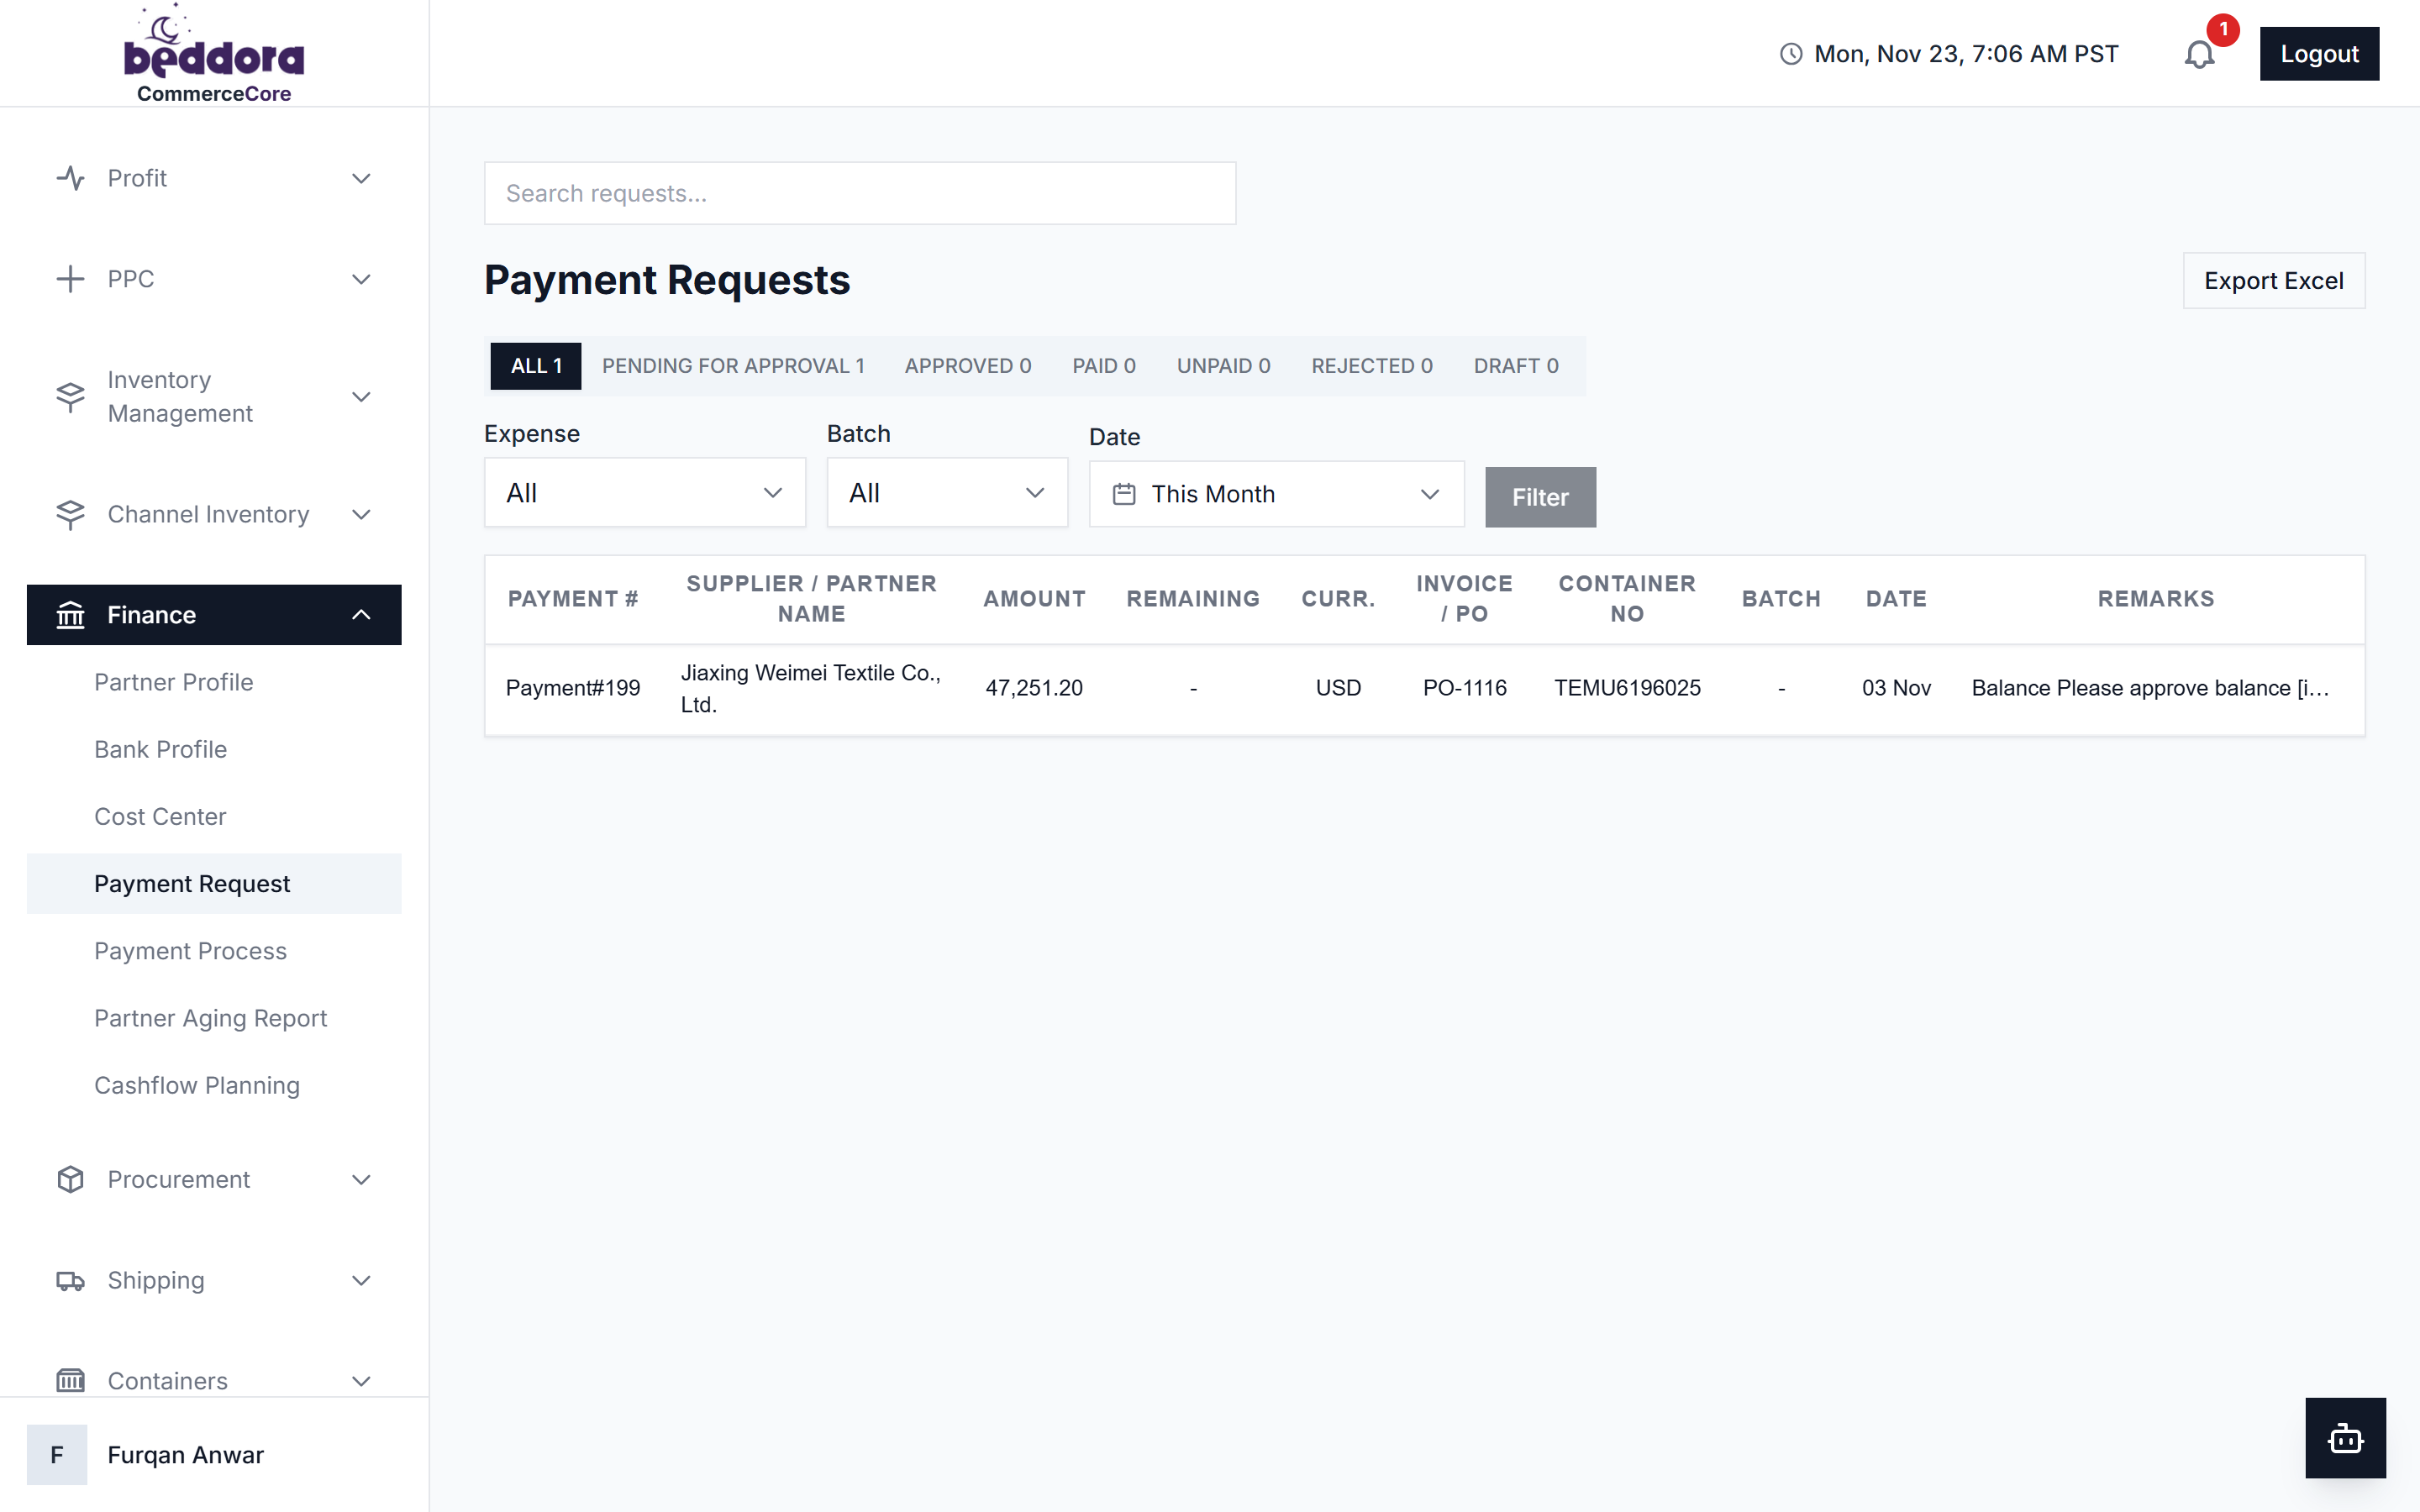 beddora
CommerceCore
Mon, Nov 23, 7:06 AM PST
1
Logout
Profit
PPC
Inventory
Management
Channel Inventory
Finance
Partner Profile
Bank Profile
Cost Center
Payment Request
Payment Process
Partner Aging Report
Cashflow Planning
Procurement
Shipping
Containers
F
Furqan Anwar
Search requests...
Payment Requests
Export Excel
ALL 1 PENDING FOR APPROVAL 1 APPROVED 0 PAID 0 UNPAID 0 REJECTED 0 DRAFT 0
Expense Batch Date
All All This Month Filter
PAYMENT # SUPPLIER / PARTNER NAME AMOUNT REMAINING CURR. INVOICE / PO CONTAINER NO BATCH DATE REMARKS
Payment#199 Jiaxing Weimei Textile Co., Ltd. 47,251.20 - USD PO-1116 TEMU6196025 - 03 Nov Balance Please approve balance [i...